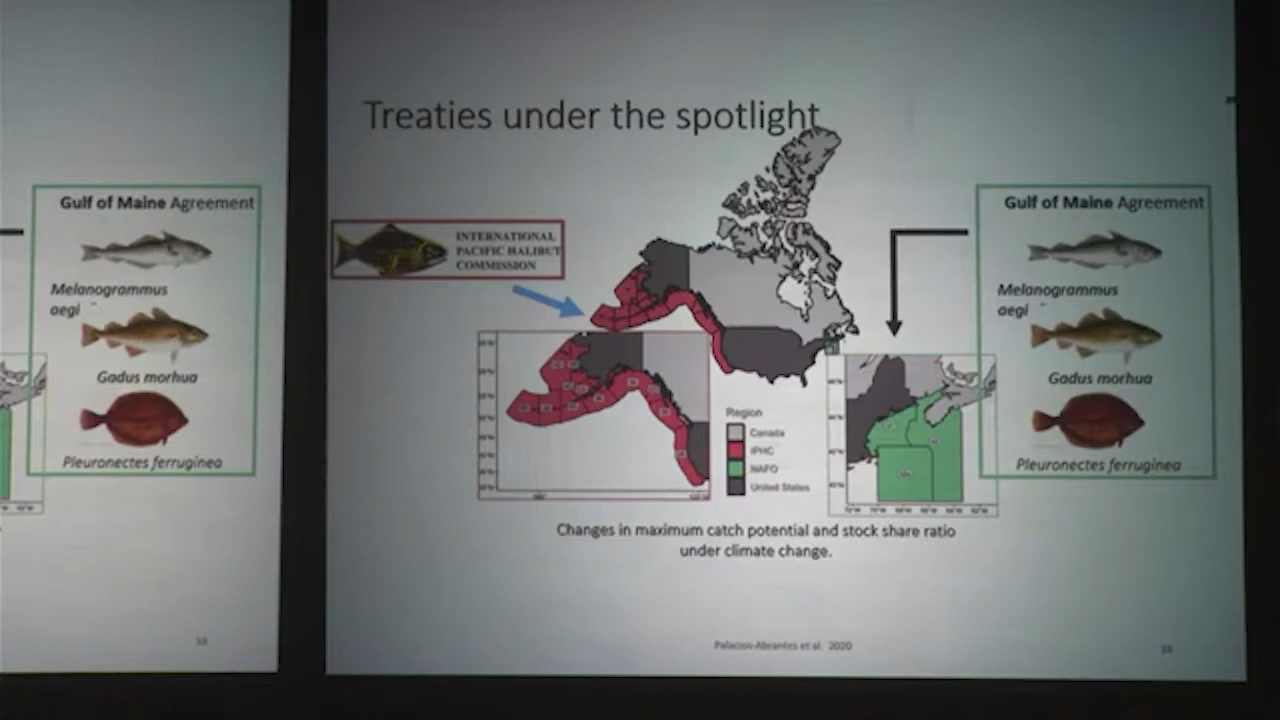 Gulf of Maine Agreement
Melanogrammus
aegl
Gadus morhua
Pleuronectes ferruginea
18
Treaties under the spotlight
INTERNATIONAL
PACIFIC HALIBUT
COMMISSION
Region
Canada
IPHC
NAFO
United States
Changes in maximum catch potential and stock share ratio
under climate change.
Gulf of Maine Agreement
Melanogrammus
aegl
Gadus morhua
Pleuronectes ferruginea
Palacios-Abrantes et al. 2020